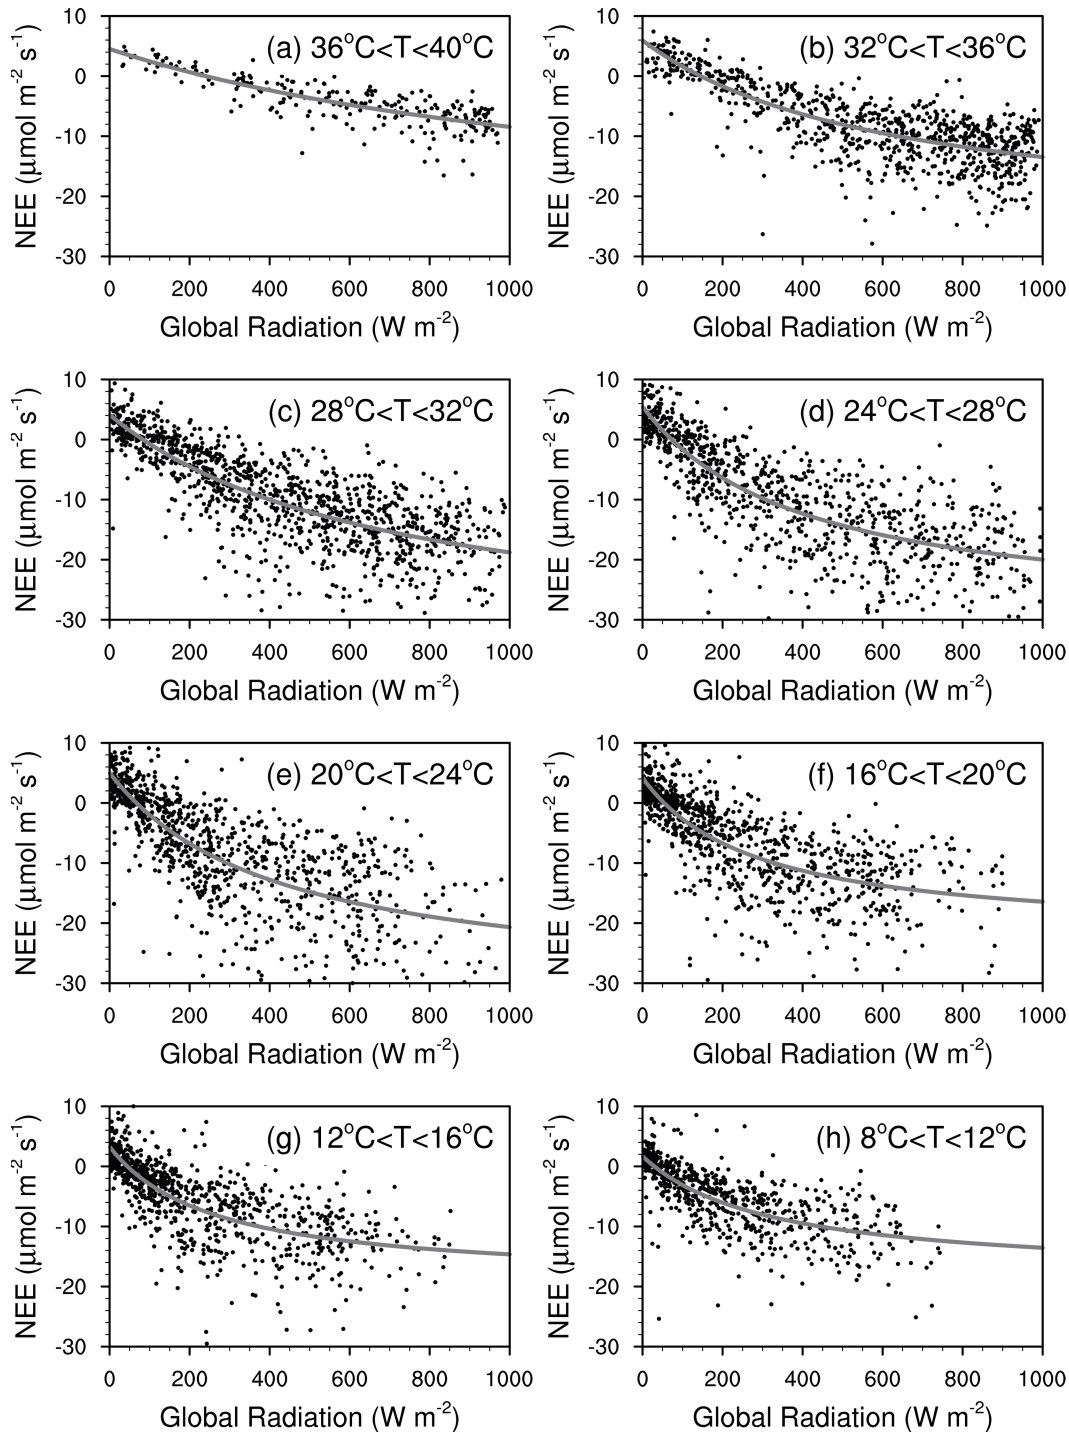 (a) 36°C<T<40°C
10
0
-10
-20
-30
NEE (μmol m-2 s-1)
0 200 400 600 800 1000
Global Radiation (W m-2)
(b) 32°C<T<36°C
10
0
-10
-20
-30
NEE (μmol m-2 s-1)
0 200 400 600 800 1000
Global Radiation (W m-2)
(c) 28°C<T<32°C
10
0
-10
-20
-30
NEE (μmol m-2 s-1)
0 200 400 600 800 1000
Global Radiation (W m-2)
(d) 24°C<T<28°C
10
0
-10
-20
-30
NEE (μmol m-2 s-1)
0 200 400 600 800 1000
Global Radiation (W m-2)
(e) 20°C<T<24°C
10
0
-10
-20
-30
NEE (μmol m-2 s-1)
0 200 400 600 800 1000
Global Radiation (W m-2)
(f) 16°C<T<20°C
10
0
-10
-20
-30
NEE (μmol m-2 s-1)
0 200 400 600 800 1000
Global Radiation (W m-2)
(g) 12°C<T<16°C
10
0
-10
-20
-30
NEE (μmol m-2 s-1)
0 200 400 600 800 1000
Global Radiation (W m-2)
(h) 8°C<T<12°C
10
0
-10
-20
-30
NEE (μmol m-2 s-1)
0 200 400 600 800 1000
Global Radiation (W m-2)